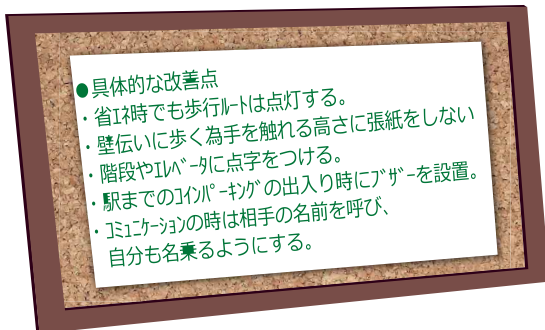 ●具体的な改善点
・省ｴﾈ時でも歩行ﾙｰﾄは点灯する。
・壁伝いに歩く為手を触れる高さに張紙をしない
・階段やｴﾚﾍﾞｰﾀに点字をつける。
・駅までのｺｲﾝﾊﾟｰｷﾝｸﾞの出入り時にﾌﾞｻﾞｰを設置。
・ｺﾐｭﾆｹｰｼｮﾝの時は相手の名前を呼び、
自分も名乗るようにする。